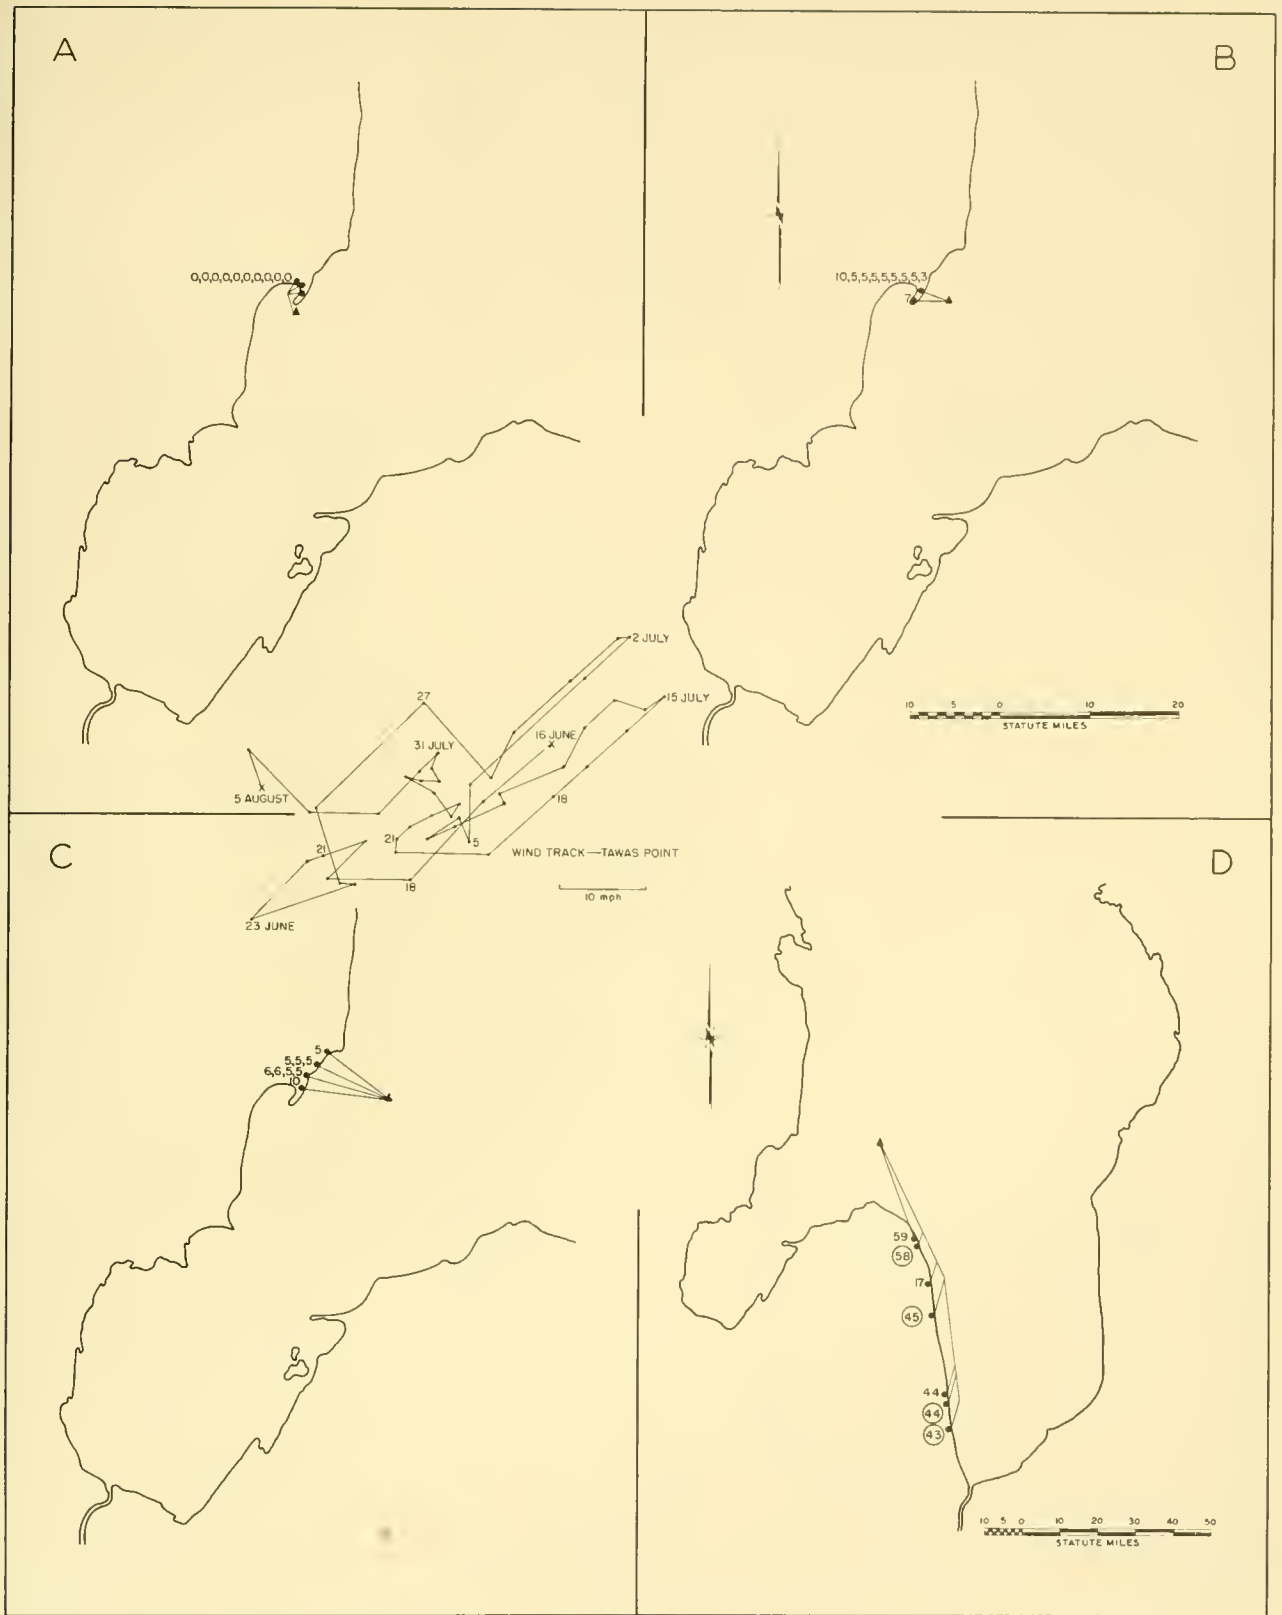 A
B
0,0,0,0,0,0,0,0,0,0
10,5,5,5,5,5,5,5,5,3
7
2 JULY
27
15 JULY
16 JUNE
31 JULY
5 AUGUST
18
21
5
21
WIND TRACK—TAWAS POINT
18
10 mph
23 JUNE
10 5 0 10 20
STATUTE MILES
C
D
5
5,5,5
6,6,5,5
10
59
58
17
45
44
44
43
10 5 0 10 20 30 40 50
STATUTE MILES